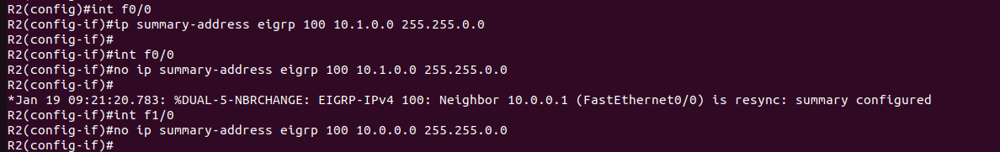 R2(config)#int f0/0
R2(config-if)#ip summary-address eigrp 100 10.1.0.0 255.255.0.0
R2(config-if)#
R2(config-if)#int f0/0
R2(config-if)#no ip summary-address eigrp 100 10.1.0.0 255.255.0.0
R2(config-if)#
*Jan 19 09:21:20.783: %DUAL-5-NBRCHANGE: EIGRP-IPv4 100: Neighbor 10.0.0.1 (FastEthernet0/0) is resync: summary configured
R2(config-if)#int f1/0
R2(config-if)#no ip summary-address eigrp 100 10.0.0.0 255.255.0.0
R2(config-if)#